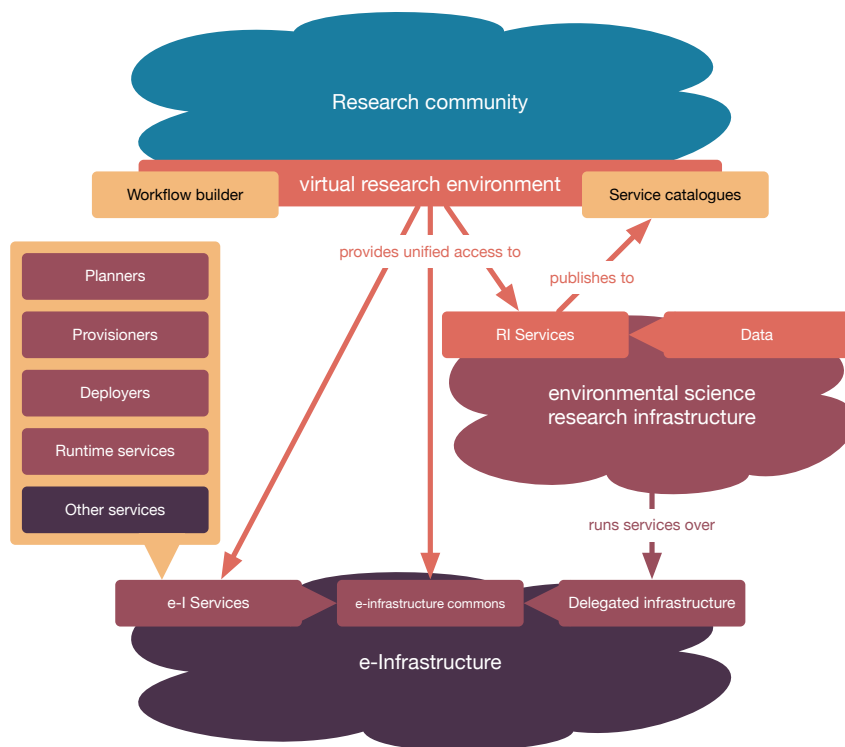 Research community
virtual research environment
Workflow builder
Service catalogues
provides unified access to
publishes to
Planners
Provisioners
Deployers
Runtime services
Other services
RI Services
Data
environmental science
research infrastructure
runs services over
e-I Services
e-infrastructure commons
Delegated infrastructure
e-Infrastructure